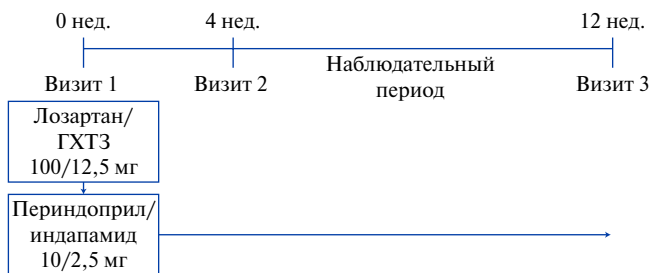 0 нед.
4 нед.
12 нед.
Визит 1
Визит 2
Наблюдательный
период
Визит 3
Лозартан/
ГХТЗ
100/12,5 мг
Периндоприл/
индапамид
10/2,5 мг